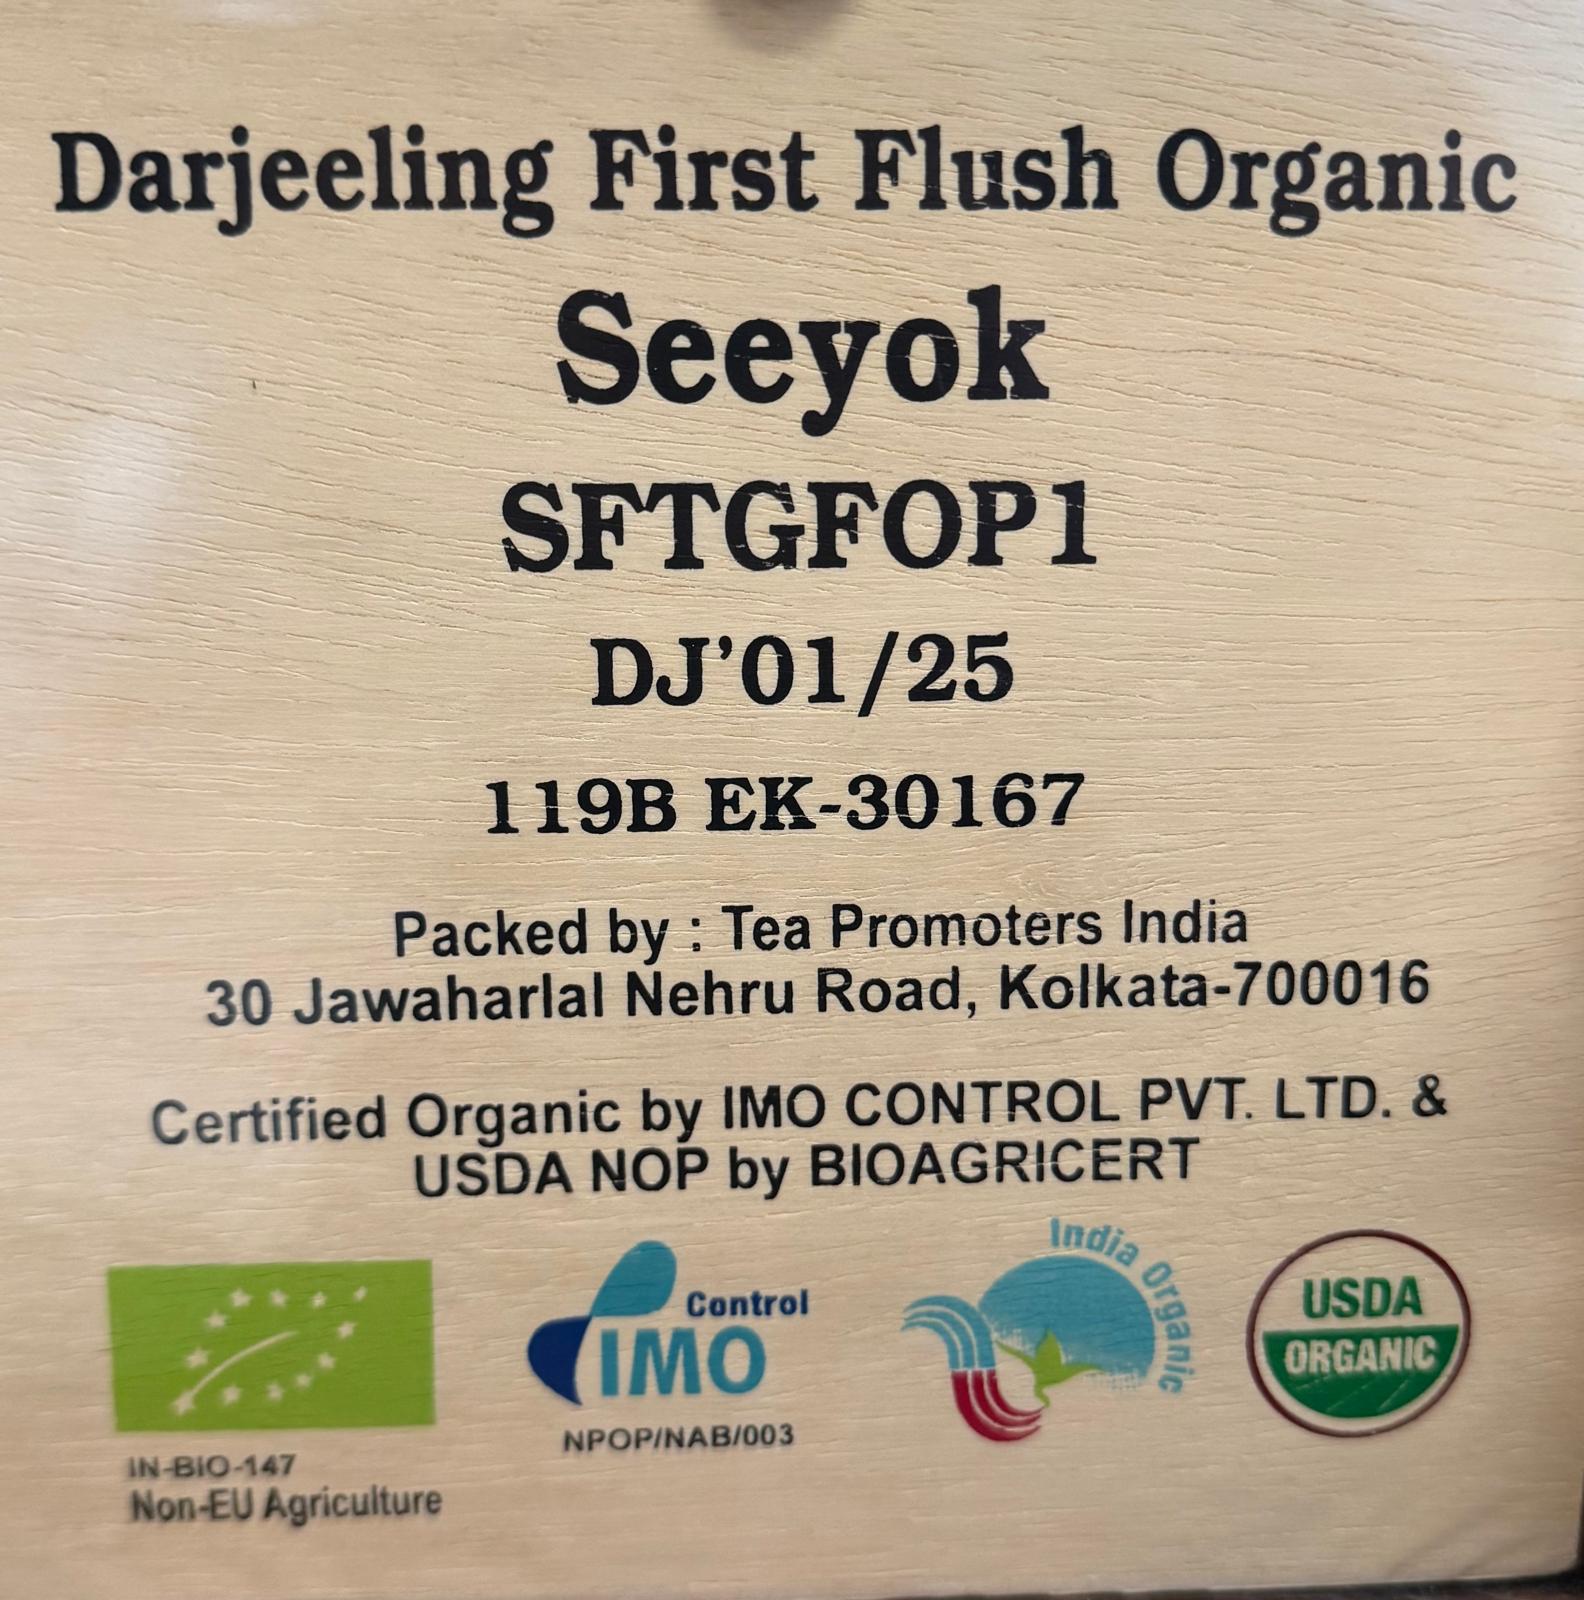 Darjeeling First Flush Organic
Seeyok
SFTGFOP1
DJ’01/25
119B EK-30167
Packed by : Tea Promoters India
30 Jawaharlal Nehru Road, Kolkata-700016
Certified Organic by IMO CONTROL PVT. LTD. &
USDA NOP by BIOAGRICERT
IN-BIO-147
Non-EU Agriculture
Control
IMO
NPOP/NAB/003
India Organic
USDA
ORGANIC